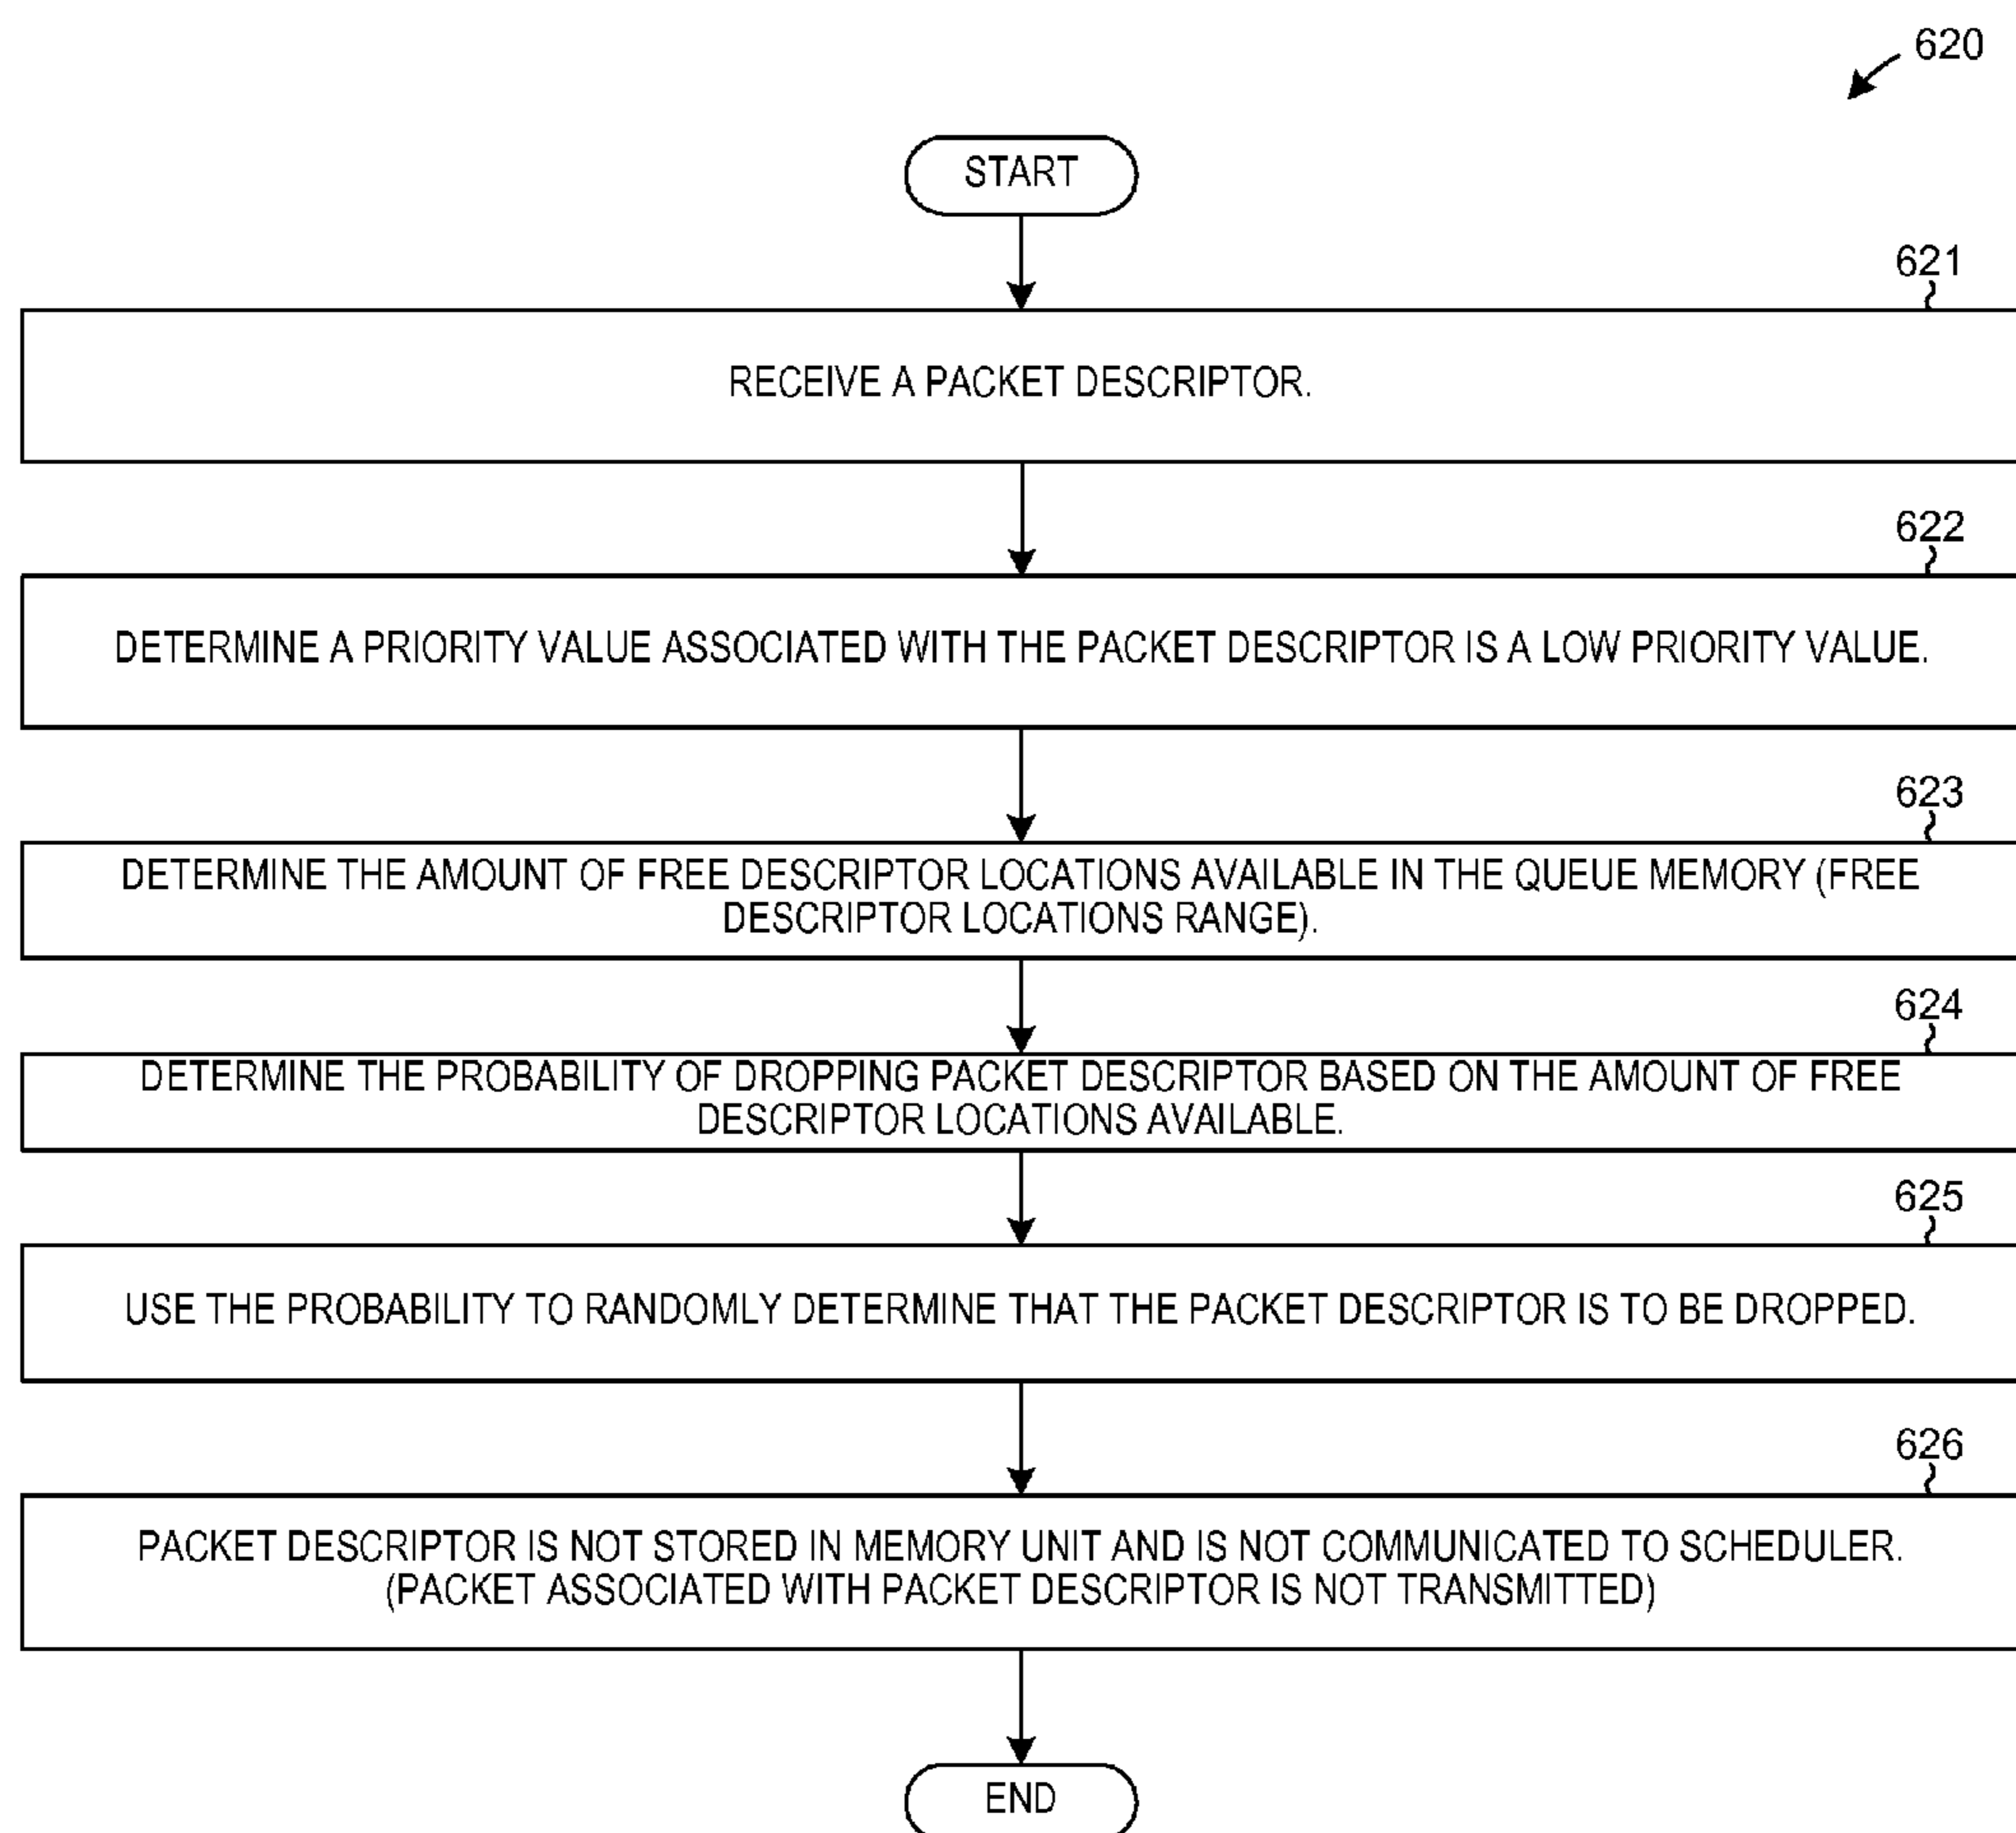 620
START
621
RECEIVE A PACKET DESCRIPTOR.
622
DETERMINE A PRIORITY VALUE ASSOCIATED WITH THE PACKET DESCRIPTOR IS A LOW PRIORITY VALUE.
623
DETERMINE THE AMOUNT OF FREE DESCRIPTOR LOCATIONS AVAILABLE IN THE QUEUE MEMORY (FREE
DESCRIPTOR LOCATIONS RANGE).
624
DETERMINE THE PROBABILITY OF DROPPING PACKET DESCRIPTOR BASED ON THE AMOUNT OF FREE
DESCRIPTOR LOCATIONS AVAILABLE.
625
USE THE PROBABILITY TO RANDOMLY DETERMINE THAT THE PACKET DESCRIPTOR IS TO BE DROPPED.
626
PACKET DESCRIPTOR IS NOT STORED IN MEMORY UNIT AND IS NOT COMMUNICATED TO SCHEDULER.
(PACKET ASSOCIATED WITH PACKET DESCRIPTOR IS NOT TRANSMITTED)
END